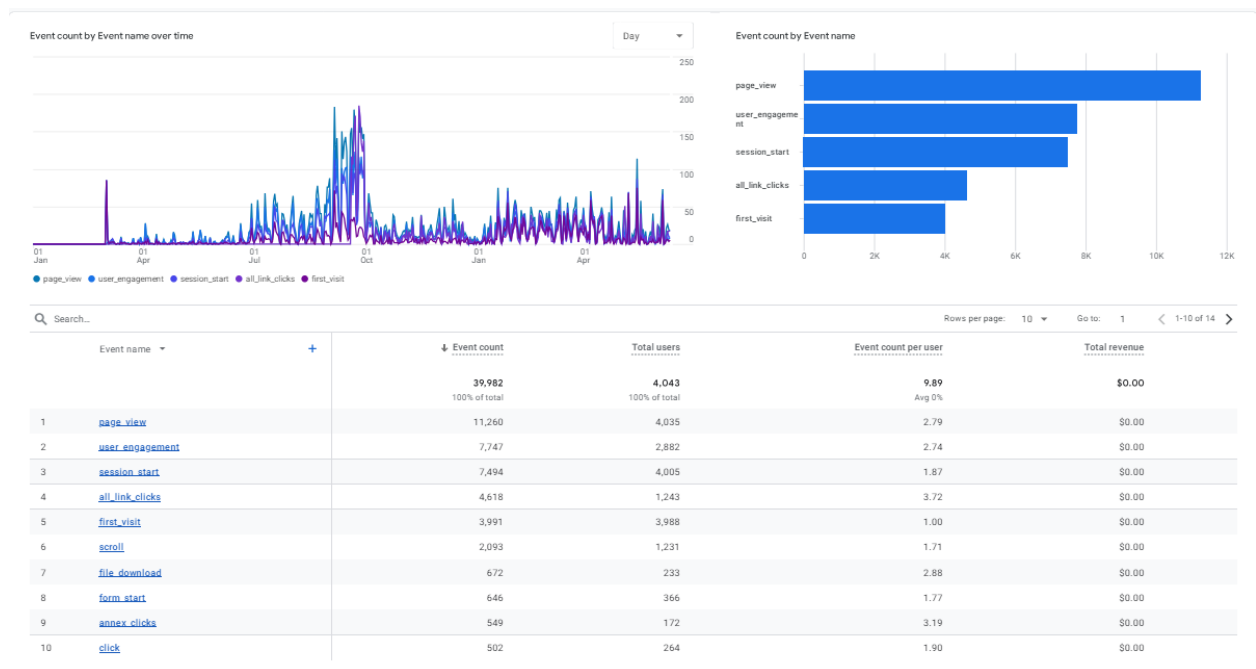 Event count by Event name over time
Day
250
200
150
100
50
0
01 Jan
01 Apr
01 Jul
01 Oct
01 Jan
01 Apr
page_view user_engagement session_start all_link_clicks first_visit
Event count by Event name
page_view
user_engageme
nt
session_start
all_link_clicks
first_visit
0 2K 4K 6K 8K 10K 12K
Search...
Rows per page: 10 Go to: 1 1-10 of 14
Event name + Event count Total users Event count per user Total revenue
39,982 4,043 9.89 $0.00
100% of total 100% of total Avg 0%
1 page_view 11,260 4,035 2.79 $0.00
2 user_engagement 7,747 2,882 2.74 $0.00
3 session_start 7,494 4,005 1.87 $0.00
4 all_link_clicks 4,618 1,243 3.72 $0.00
5 first_visit 3,991 3,988 1.00 $0.00
6 scroll 2,093 1,231 1.71 $0.00
7 file_download 672 233 2.88 $0.00
8 form_start 646 366 1.77 $0.00
9 annex_clicks 549 172 3.19 $0.00
10 click 502 264 1.90 $0.00